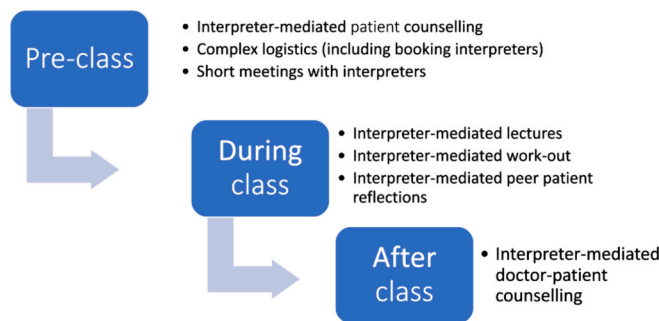 Pre-class
• Interpreter-mediated patient counselling
• Complex logistics (including booking interpreters)
• Short meetings with interpreters
During
class
• Interpreter-mediated lectures
• Interpreter-mediated work-out
• Interpreter-mediated peer patient
reflections
After
class
• Interpreter-mediated
doctor-patient
counselling